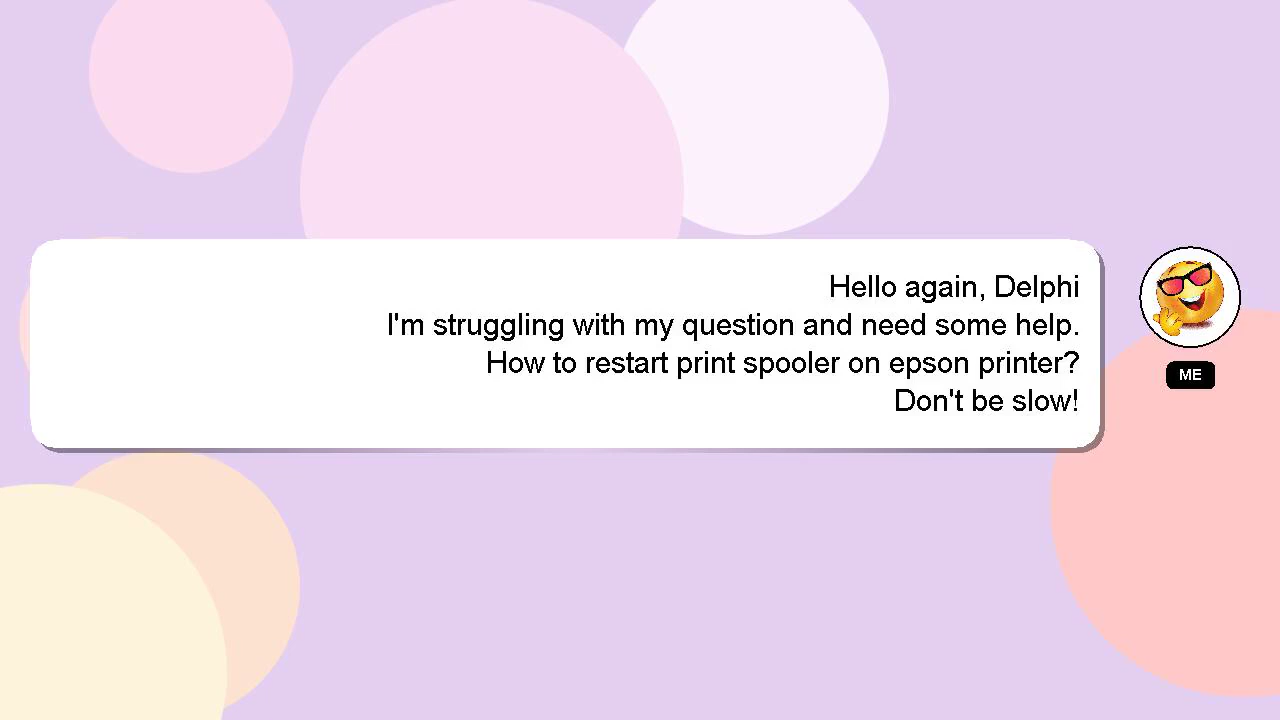 Hello again, Delphi
I'm struggling with my question and need some help.
How to restart print spooler on epson printer?
Don't be slow!
ME